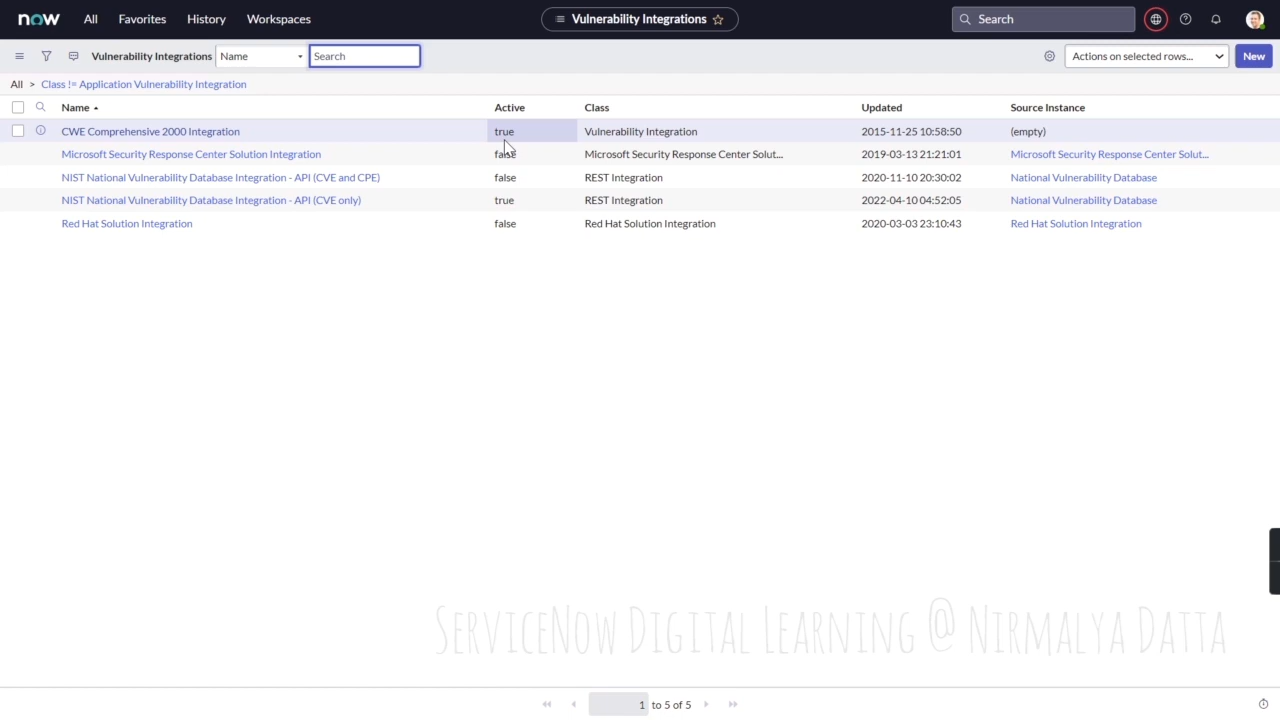 now All Favorites History Workspaces Vulnerability Integrations Search
Vulnerability Integrations Name Search Actions on selected rows... New
All > Class != Application Vulnerability Integration
Name Active Class Updated Source Instance
CWE Comprehensive 2000 Integration true Vulnerability Integration 2015-11-25 10:58:50 (empty)
Microsoft Security Response Center Solution Integration false Microsoft Security Response Center Solut... 2019-03-13 21:21:01 Microsoft Security Response Center Solut...
NIST National Vulnerability Database Integration - API (CVE and CPE) false REST Integration 2020-11-10 20:30:02 National Vulnerability Database
NIST National Vulnerability Database Integration - API (CVE only) true REST Integration 2022-04-10 04:52:05 National Vulnerability Database
Red Hat Solution Integration false Red Hat Solution Integration 2020-03-03 23:10:43 Red Hat Solution Integration
ServiceNow Digital Learning @ Nirmalya Datta
1 to 5 of 5